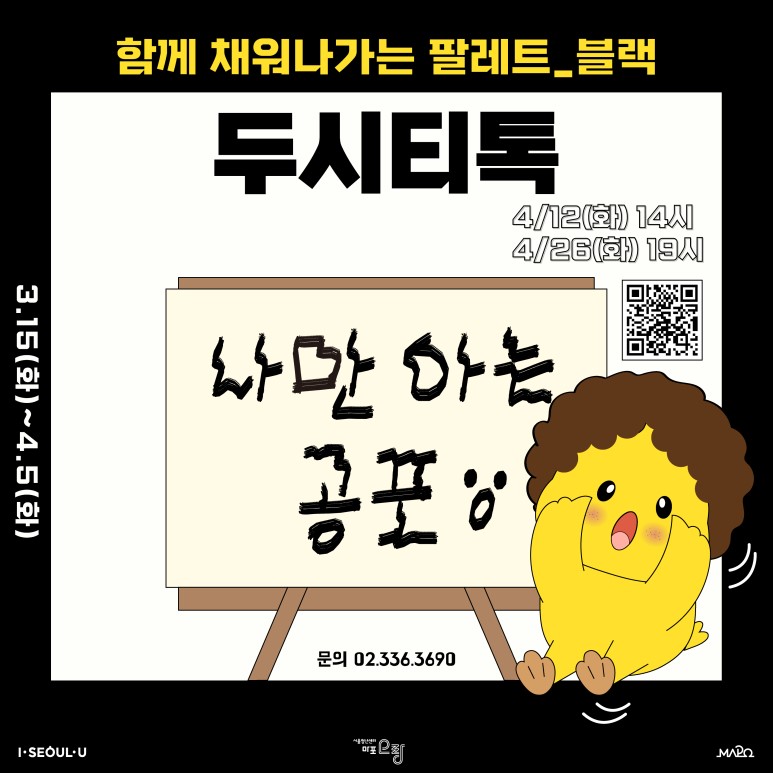 함께 채워나가는 팔레트_블랙
두시티톡
4/12(화) 14시
4/26(화) 19시
3.15(화)~4.5(화)
나만 아는
공포
문의 02.336.3690
I·SEOUL·U
서울청년센터
마포오랑
MAPO